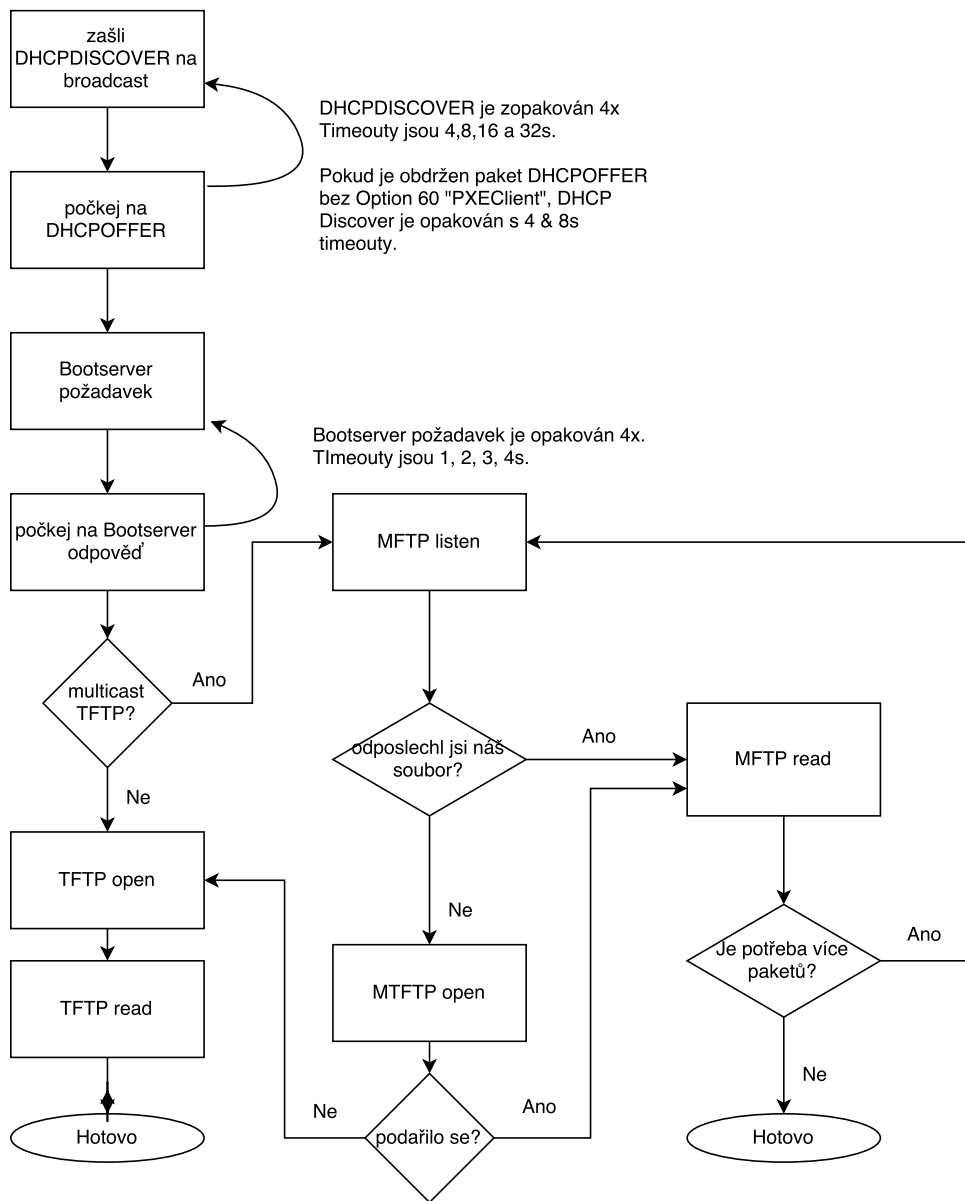 zašli
DHCPDISCOVER na
broadcast
DHCPDISCOVER je zopakován 4x
Timeouty jsou 4,8,16 a 32s.
Pokud je obdržen paket DHCPOFFER
bez Option 60 "PXEClient", DHCP
Discover je opakován s 4 & 8s
timeouty.
počkej na
DHCPOFFER
Bootserver
požadavek
Bootserver požadavek je opakován 4x.
TImeouty jsou 1, 2, 3, 4s.
počkej na Bootserver
odpověď
MFTP listen
multicast
TFTP?
Ano
Ne
odposlechl jsi náš
soubor?
Ano
MFTP read
Ne
TFTP open
MTFTP open
Je potřeba více
paketů?
Ano
TFTP read
Ne
podařilo se?
Ne
Ano
Hotovo
Hotovo